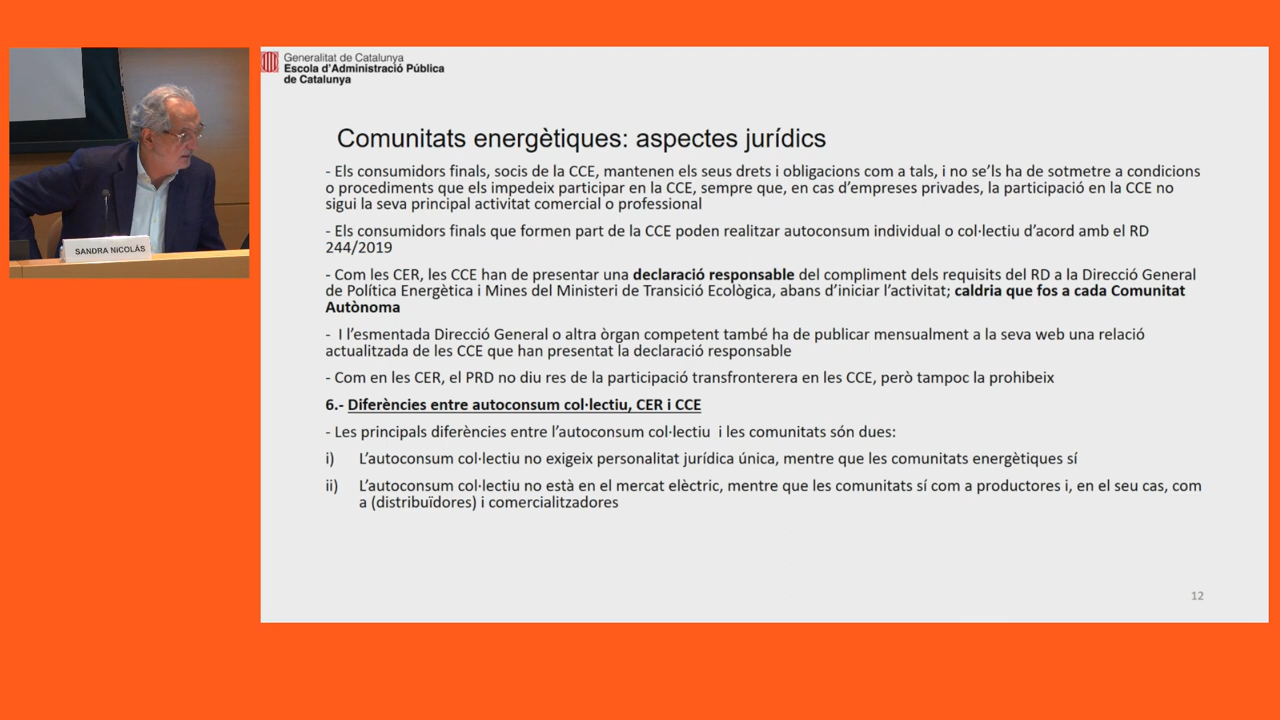 Generalitat de Catalunya
Escola d'Administració Pública
de Catalunya
SANDRA NICOLÁS
Comunitats energètiques: aspectes jurídics
- Els consumidors finals, socis de la CCE, mantenen els seus drets i obligacions com a tals, i no se'ls ha de sotmetre a condicions
o procediments que els impedeix participar en la CCE, sempre que, en cas d'empreses privades, la participació en la CCE no
sigui la seva principal activitat comercial o professional
- Els consumidors finals que formen part de la CCE poden realitzar autoconsum individual o col·lectiu d'acord amb el RD
244/2019
- Com les CER, les CCE han de presentar una declaració responsable del compliment dels requisits del RD a la Direcció General
de Política Energètica i Mines del Ministeri de Transició Ecològica, abans d'iniciar l'activitat; caldria que fos a cada Comunitat
Autònoma
- I l'esmentada Direcció General o altra òrgan competent també ha de publicar mensualment a la seva web una relació
actualitzada de les CCE que han presentat la declaració responsable
- Com en les CER, el PRD no diu res de la participació transfronterera en les CCE, però tampoc la prohibeix
6.- Diferències entre autoconsum col·lectiu, CER i CCE
- Les principals diferències entre l'autoconsum col·lectiu i les comunitats són dues:
i) L'autoconsum col·lectiu no exigeix personalitat jurídica única, mentre que les comunitats energètiques sí
ii) L'autoconsum col·lectiu no està en el mercat elèctric, mentre que les comunitats sí com a productores i, en el seu cas, com
a (distribuïdores) i comercialitzadores
12